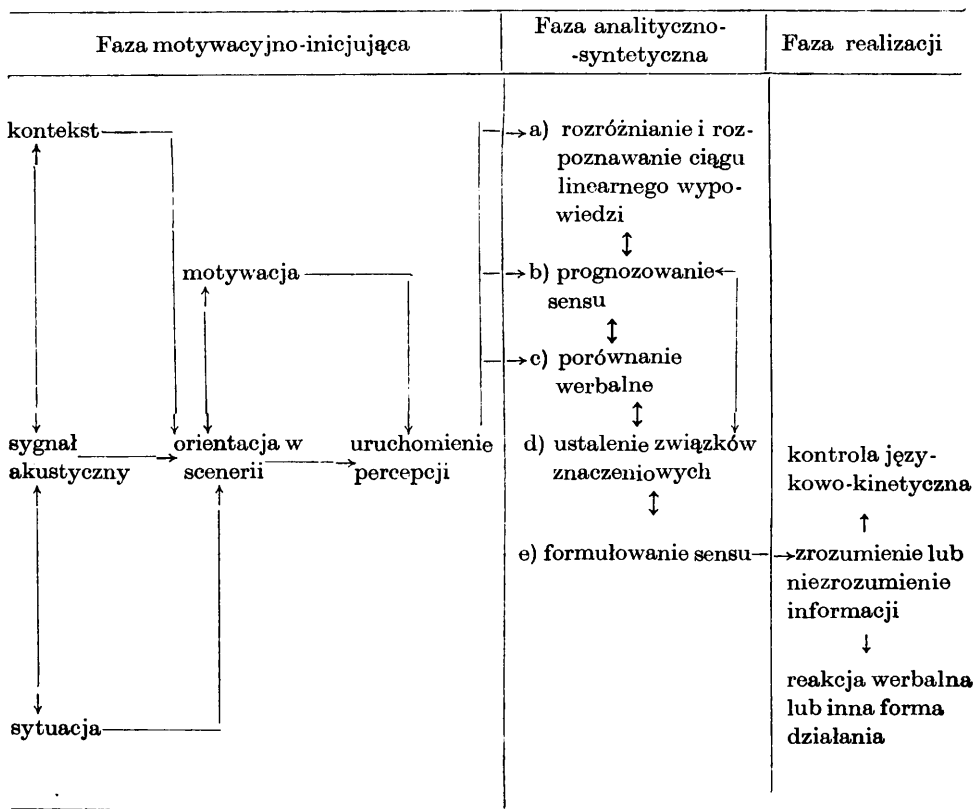 Faza motywacyjno-inicjująca
Faza analityczno-
-syntetyczna
Faza realizacji
kontekst
motywacja
sygnał
akustyczny
orientacja w
scenerii
uruchomienie
percepcji
sytuacja
a) rozróżnianie i roz-
poznawanie ciągu
linearnego wypo-
wiedzi
b) prognozowanie
sensu
c) porównanie
werbalne
d) ustalenie związków
znaczeniowych
e) formułowanie sensu
kontrola języ-
kowo-kinetyczna
zrozumienie lub
niezrozumienie
informacji
reakcja werbalna
lub inna forma
działania